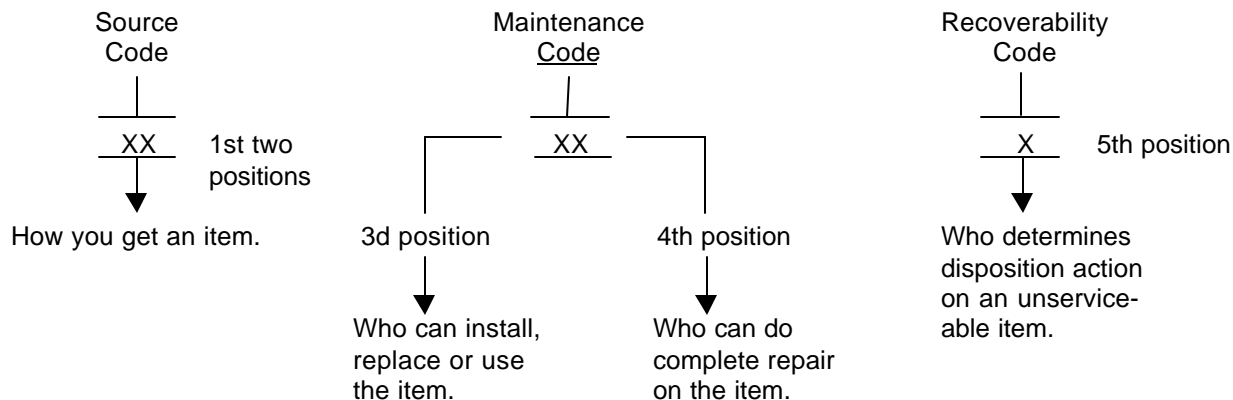 Source
Code
XX
1st two
positions
How you get an item.
Maintenance
Code
XX
3d position
4th position
Who can install,
replace or use
the item.
Who can do
complete repair
on the item.
Recoverability
Code
X
5th position
Who determines
disposition action
on an unservice-
able item.